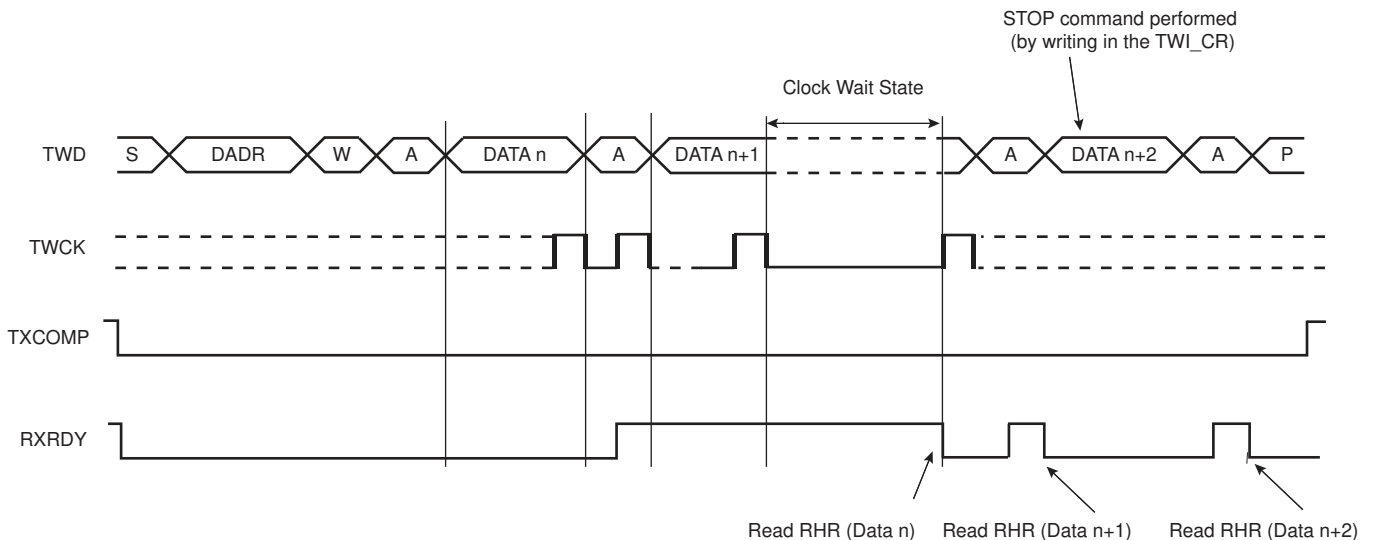 STOP command performed
(by writing in the TWI_CR)
Clock Wait State
TWD S DADR W A DATA n A DATA n+1 A DATA n+2 A P
TWCK
TXCOMP
RXRDY
Read RHR (Data n) Read RHR (Data n+1) Read RHR (Data n+2)